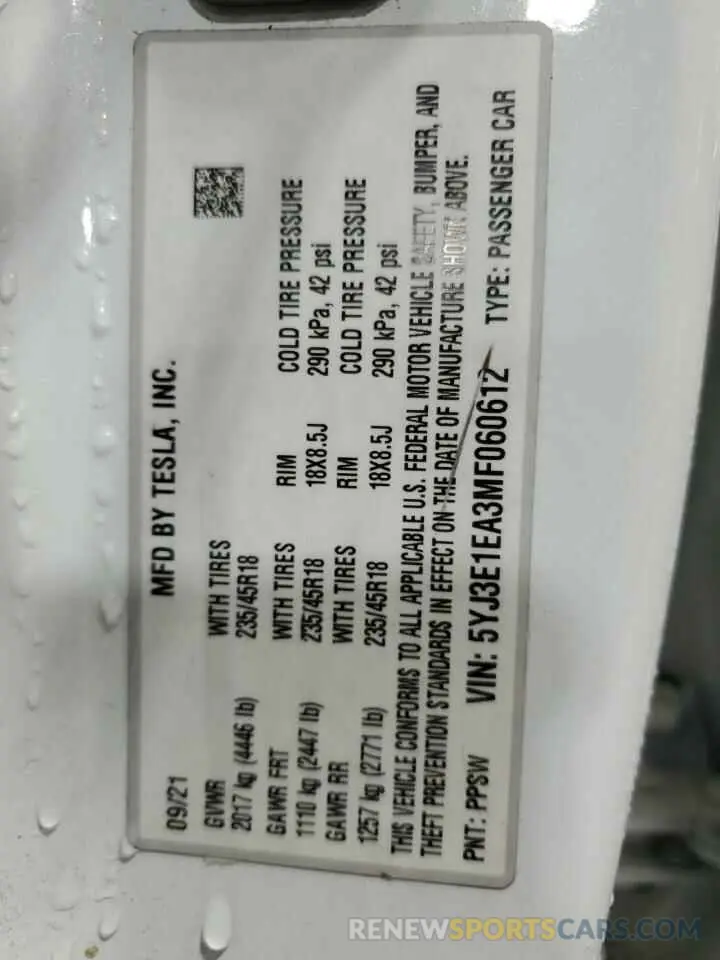 MFD BY TESLA, INC.
09/21
GVWR WITH TIRES
2017 kg (4446 lb) 235/45R18
GAWR FRT WITH TIRES RIM COLD TIRE PRESSURE
1110 kg (2447 lb) 235/45R18 18X8.5J 290 kPa, 42 psi
GAWR RR WITH TIRES RIM COLD TIRE PRESSURE
1257 kg (2771 lb) 235/45R18 18X8.5J 290 kPa, 42 psi
THIS VEHICLE CONFORMS TO ALL APPLICABLE U.S. FEDERAL MOTOR VEHICLE SAFETY, BUMPER, AND
THEFT PREVENTION STANDARDS IN EFFECT ON THE DATE OF MANUFACTURE SHOWN ABOVE.
PNT: PPSW VIN: 5YJ3E1EA3MF060612 TYPE: PASSENGER CAR
RENEWSPORTSCARS.COM